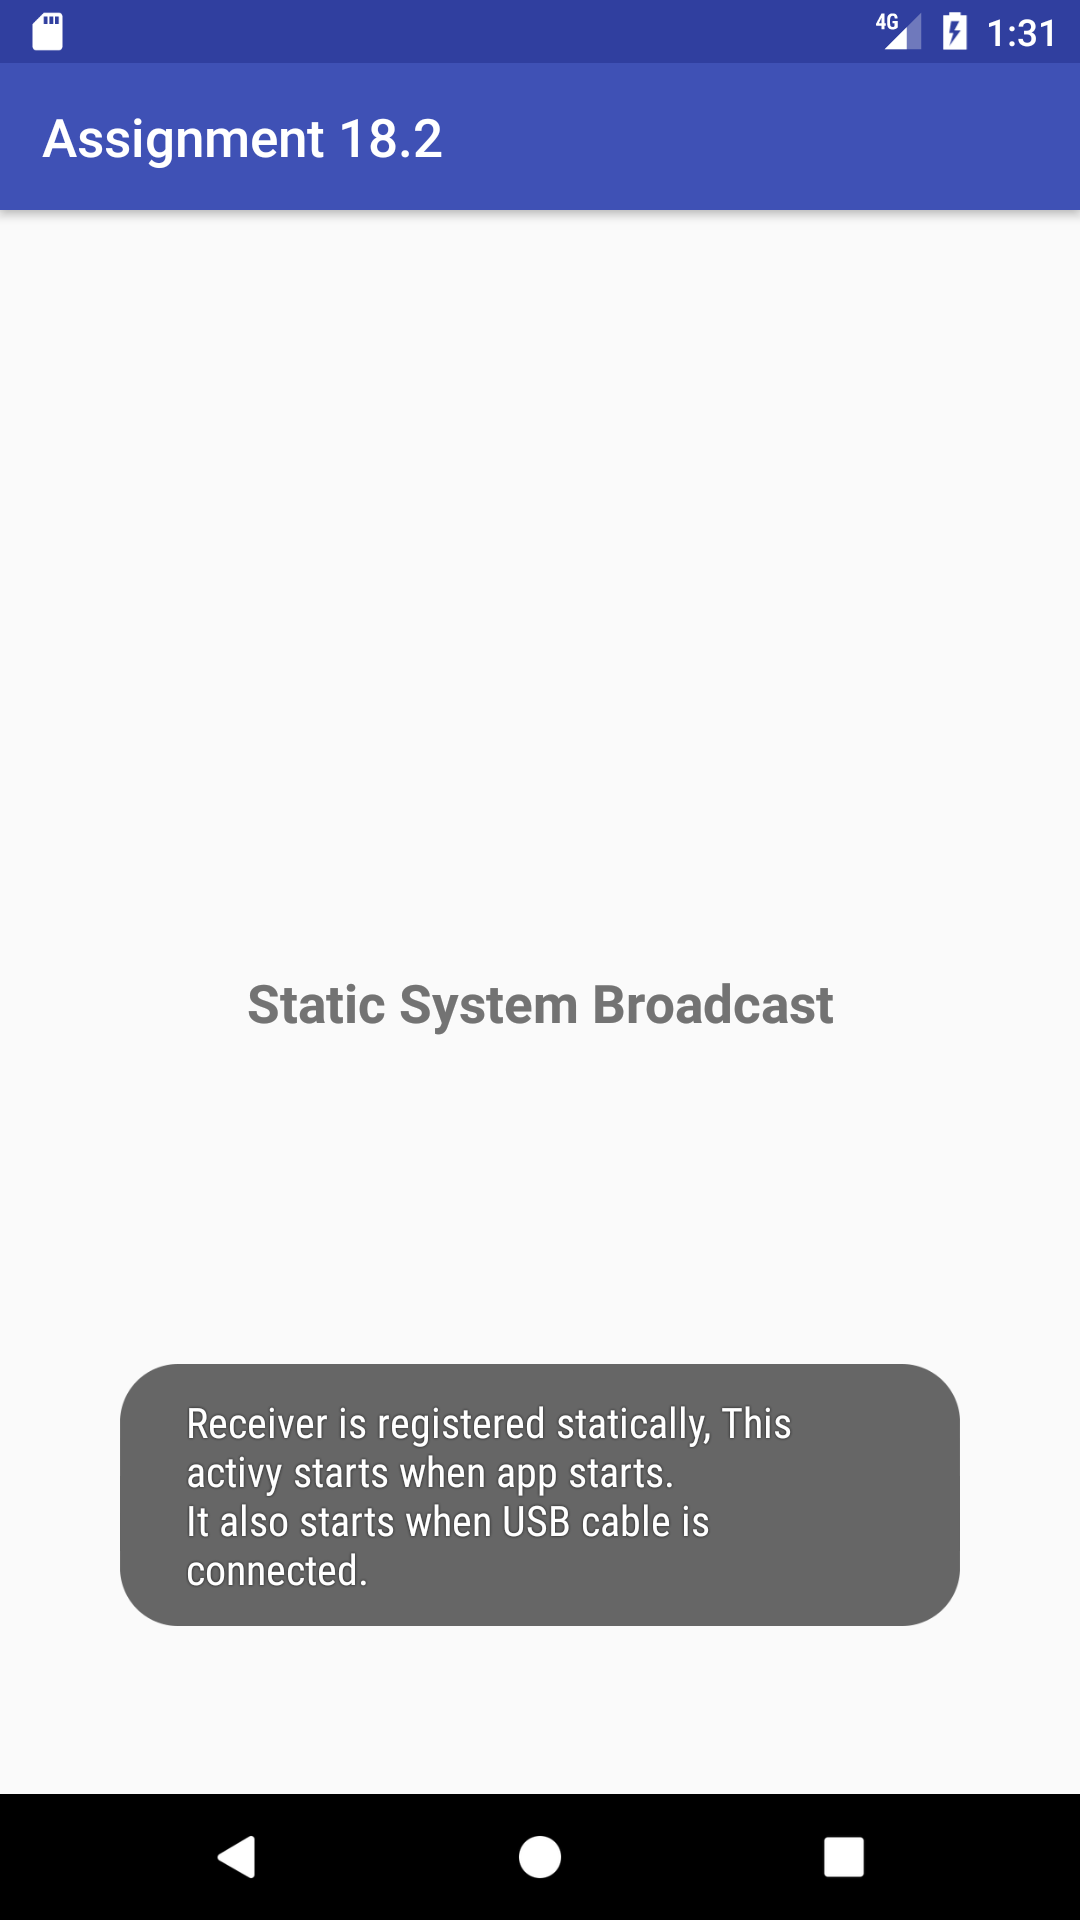 4G 1:31
Assignment 18.2
Static System Broadcast
Receiver is registered statically, This
activy starts when app starts.
It also starts when USB cable is
connected.